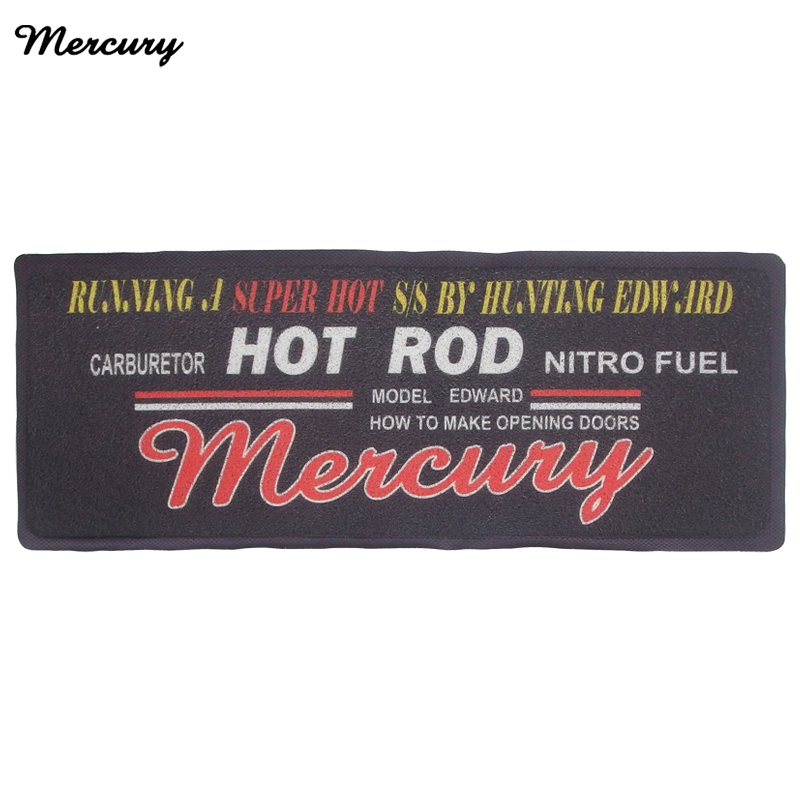 Mercury
RUNNING A SUPER HOT S/S BY HUNTING EDWARD
CARBURETOR HOT ROD NITRO FUEL
MODEL EDWARD
HOW TO MAKE OPENING DOORS
Mercury